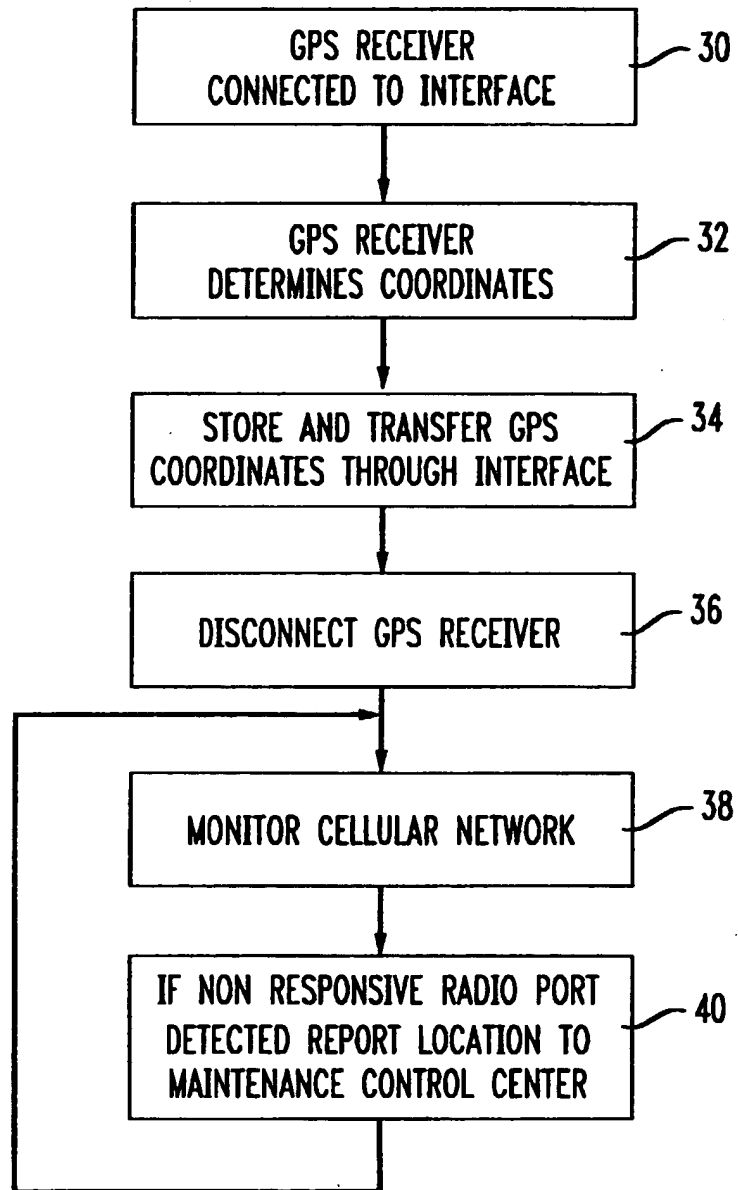 GPS RECEIVER
CONNECTED TO INTERFACE
30
GPS RECEIVER
DETERMINES COORDINATES
32
STORE AND TRANSFER GPS
COORDINATES THROUGH INTERFACE
34
DISCONNECT GPS RECEIVER
36
MONITOR CELLULAR NETWORK
38
IF NON RESPONSIVE RADIO PORT
DETECTED REPORT LOCATION TO
MAINTENANCE CONTROL CENTER
40